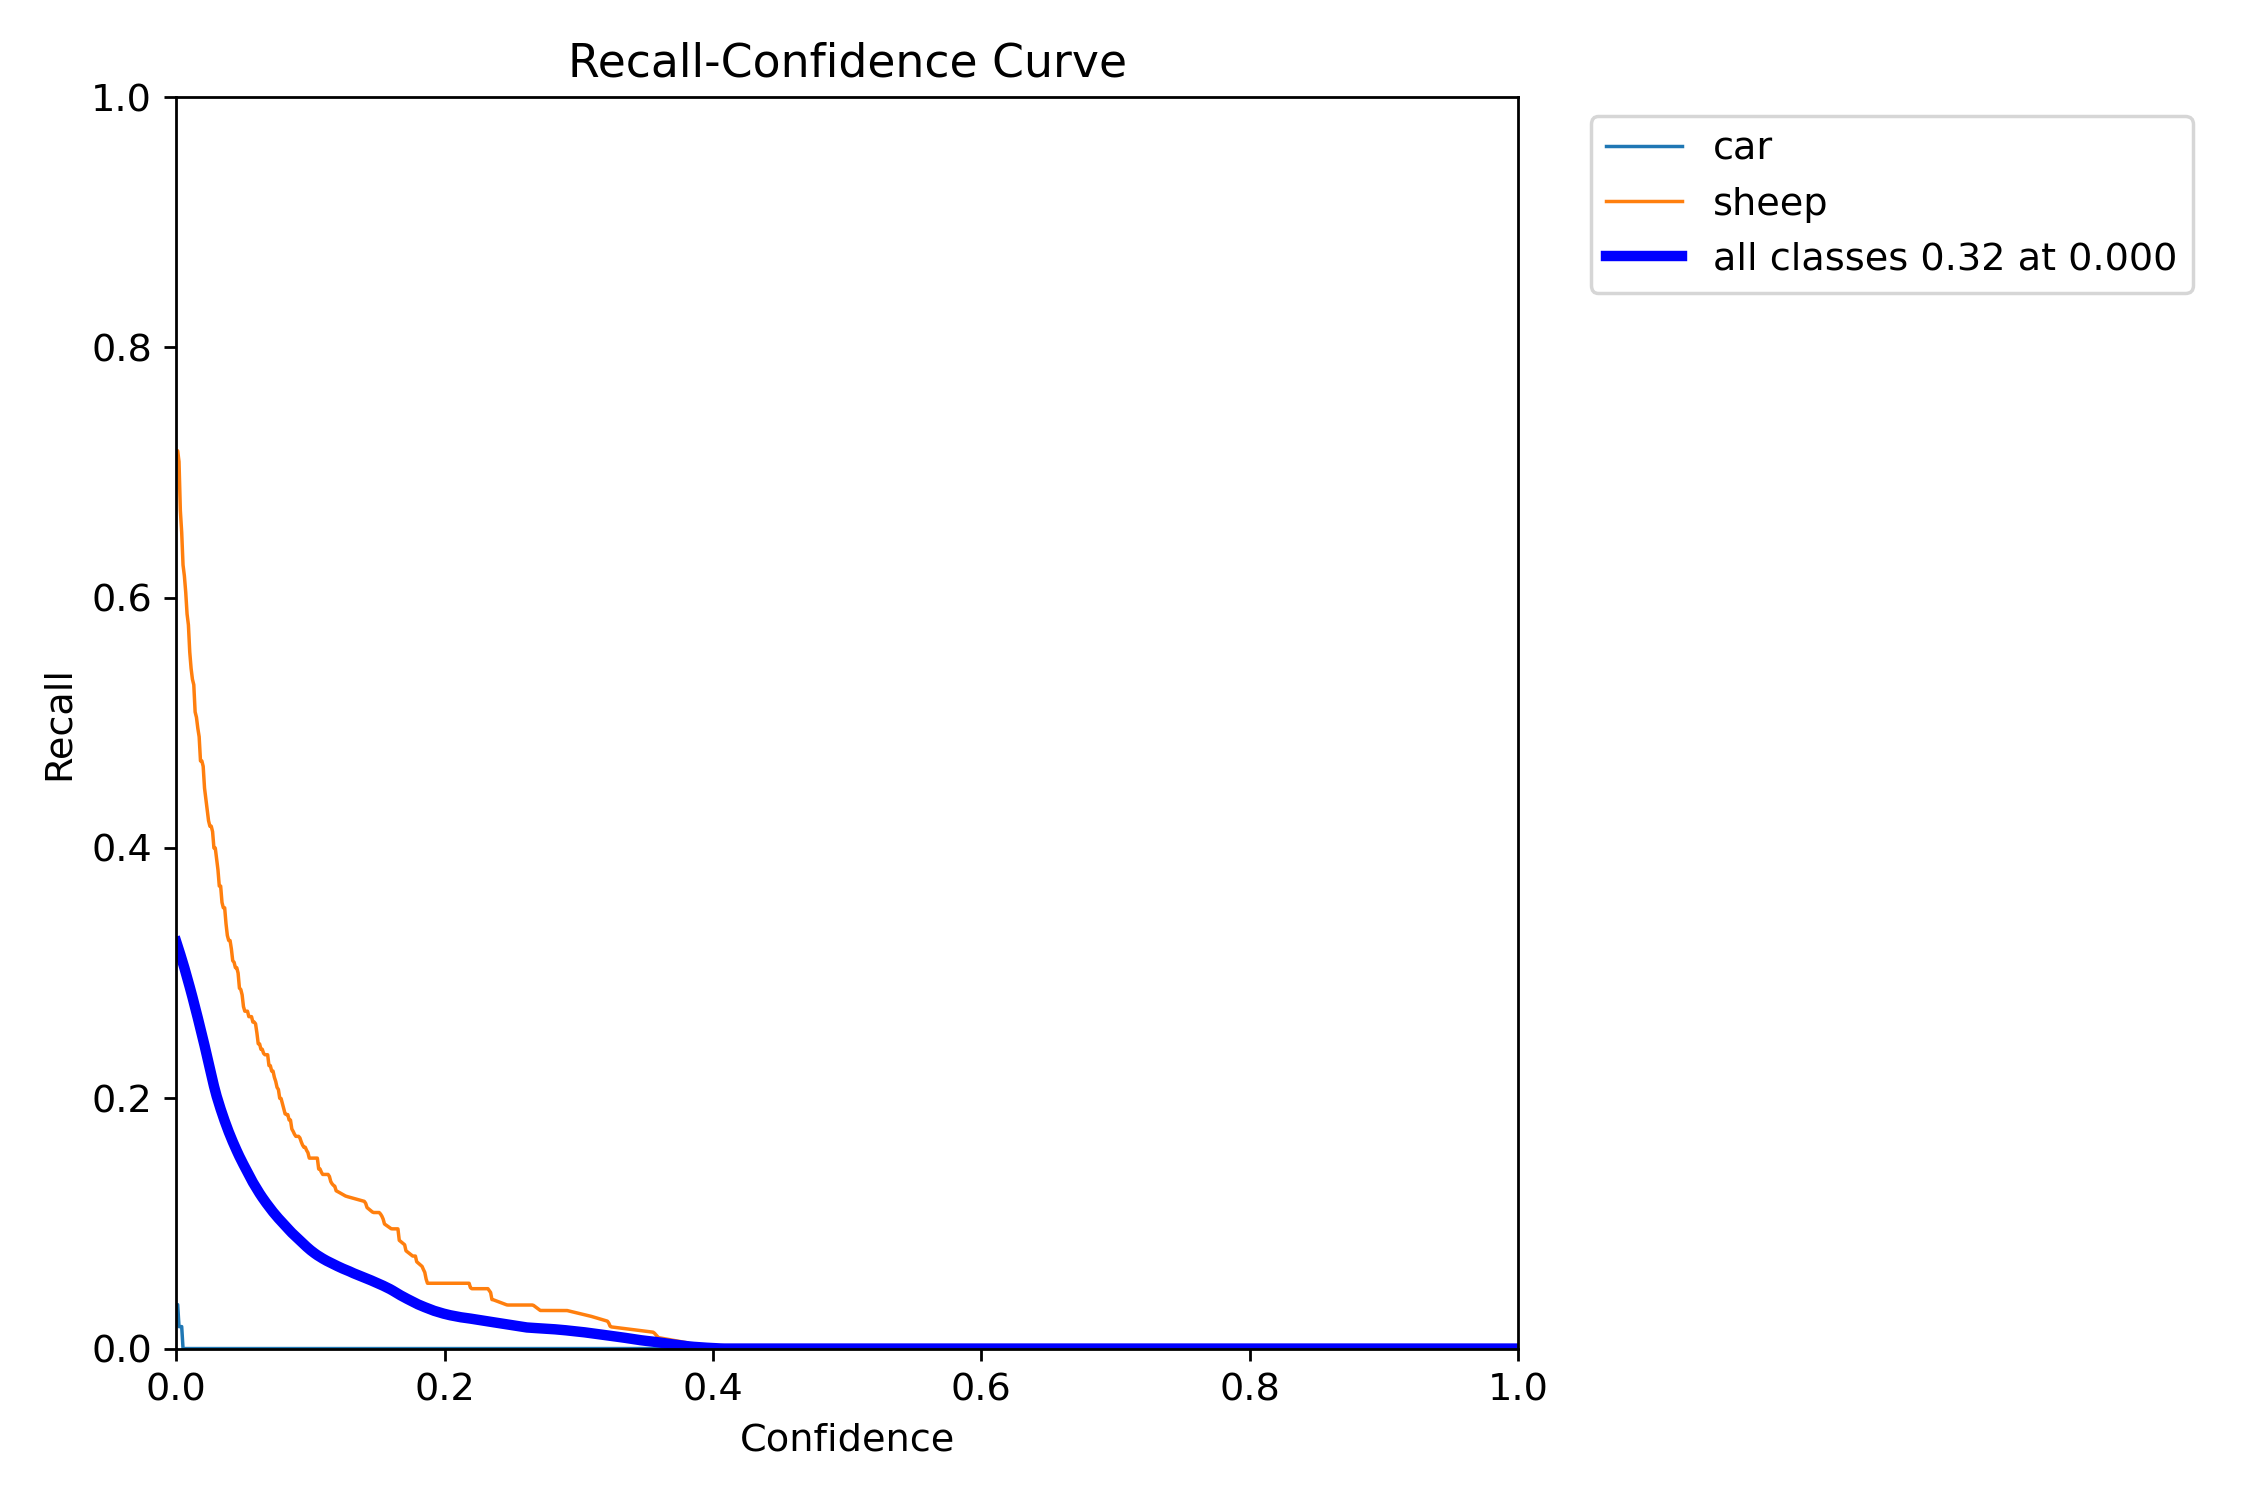 Recall-Confidence Curve
1.0
0.8
0.6
0.4
0.2
0.0
Recall
0.0 0.2 0.4 0.6 0.8 1.0
Confidence
car
sheep
all classes 0.32 at 0.000